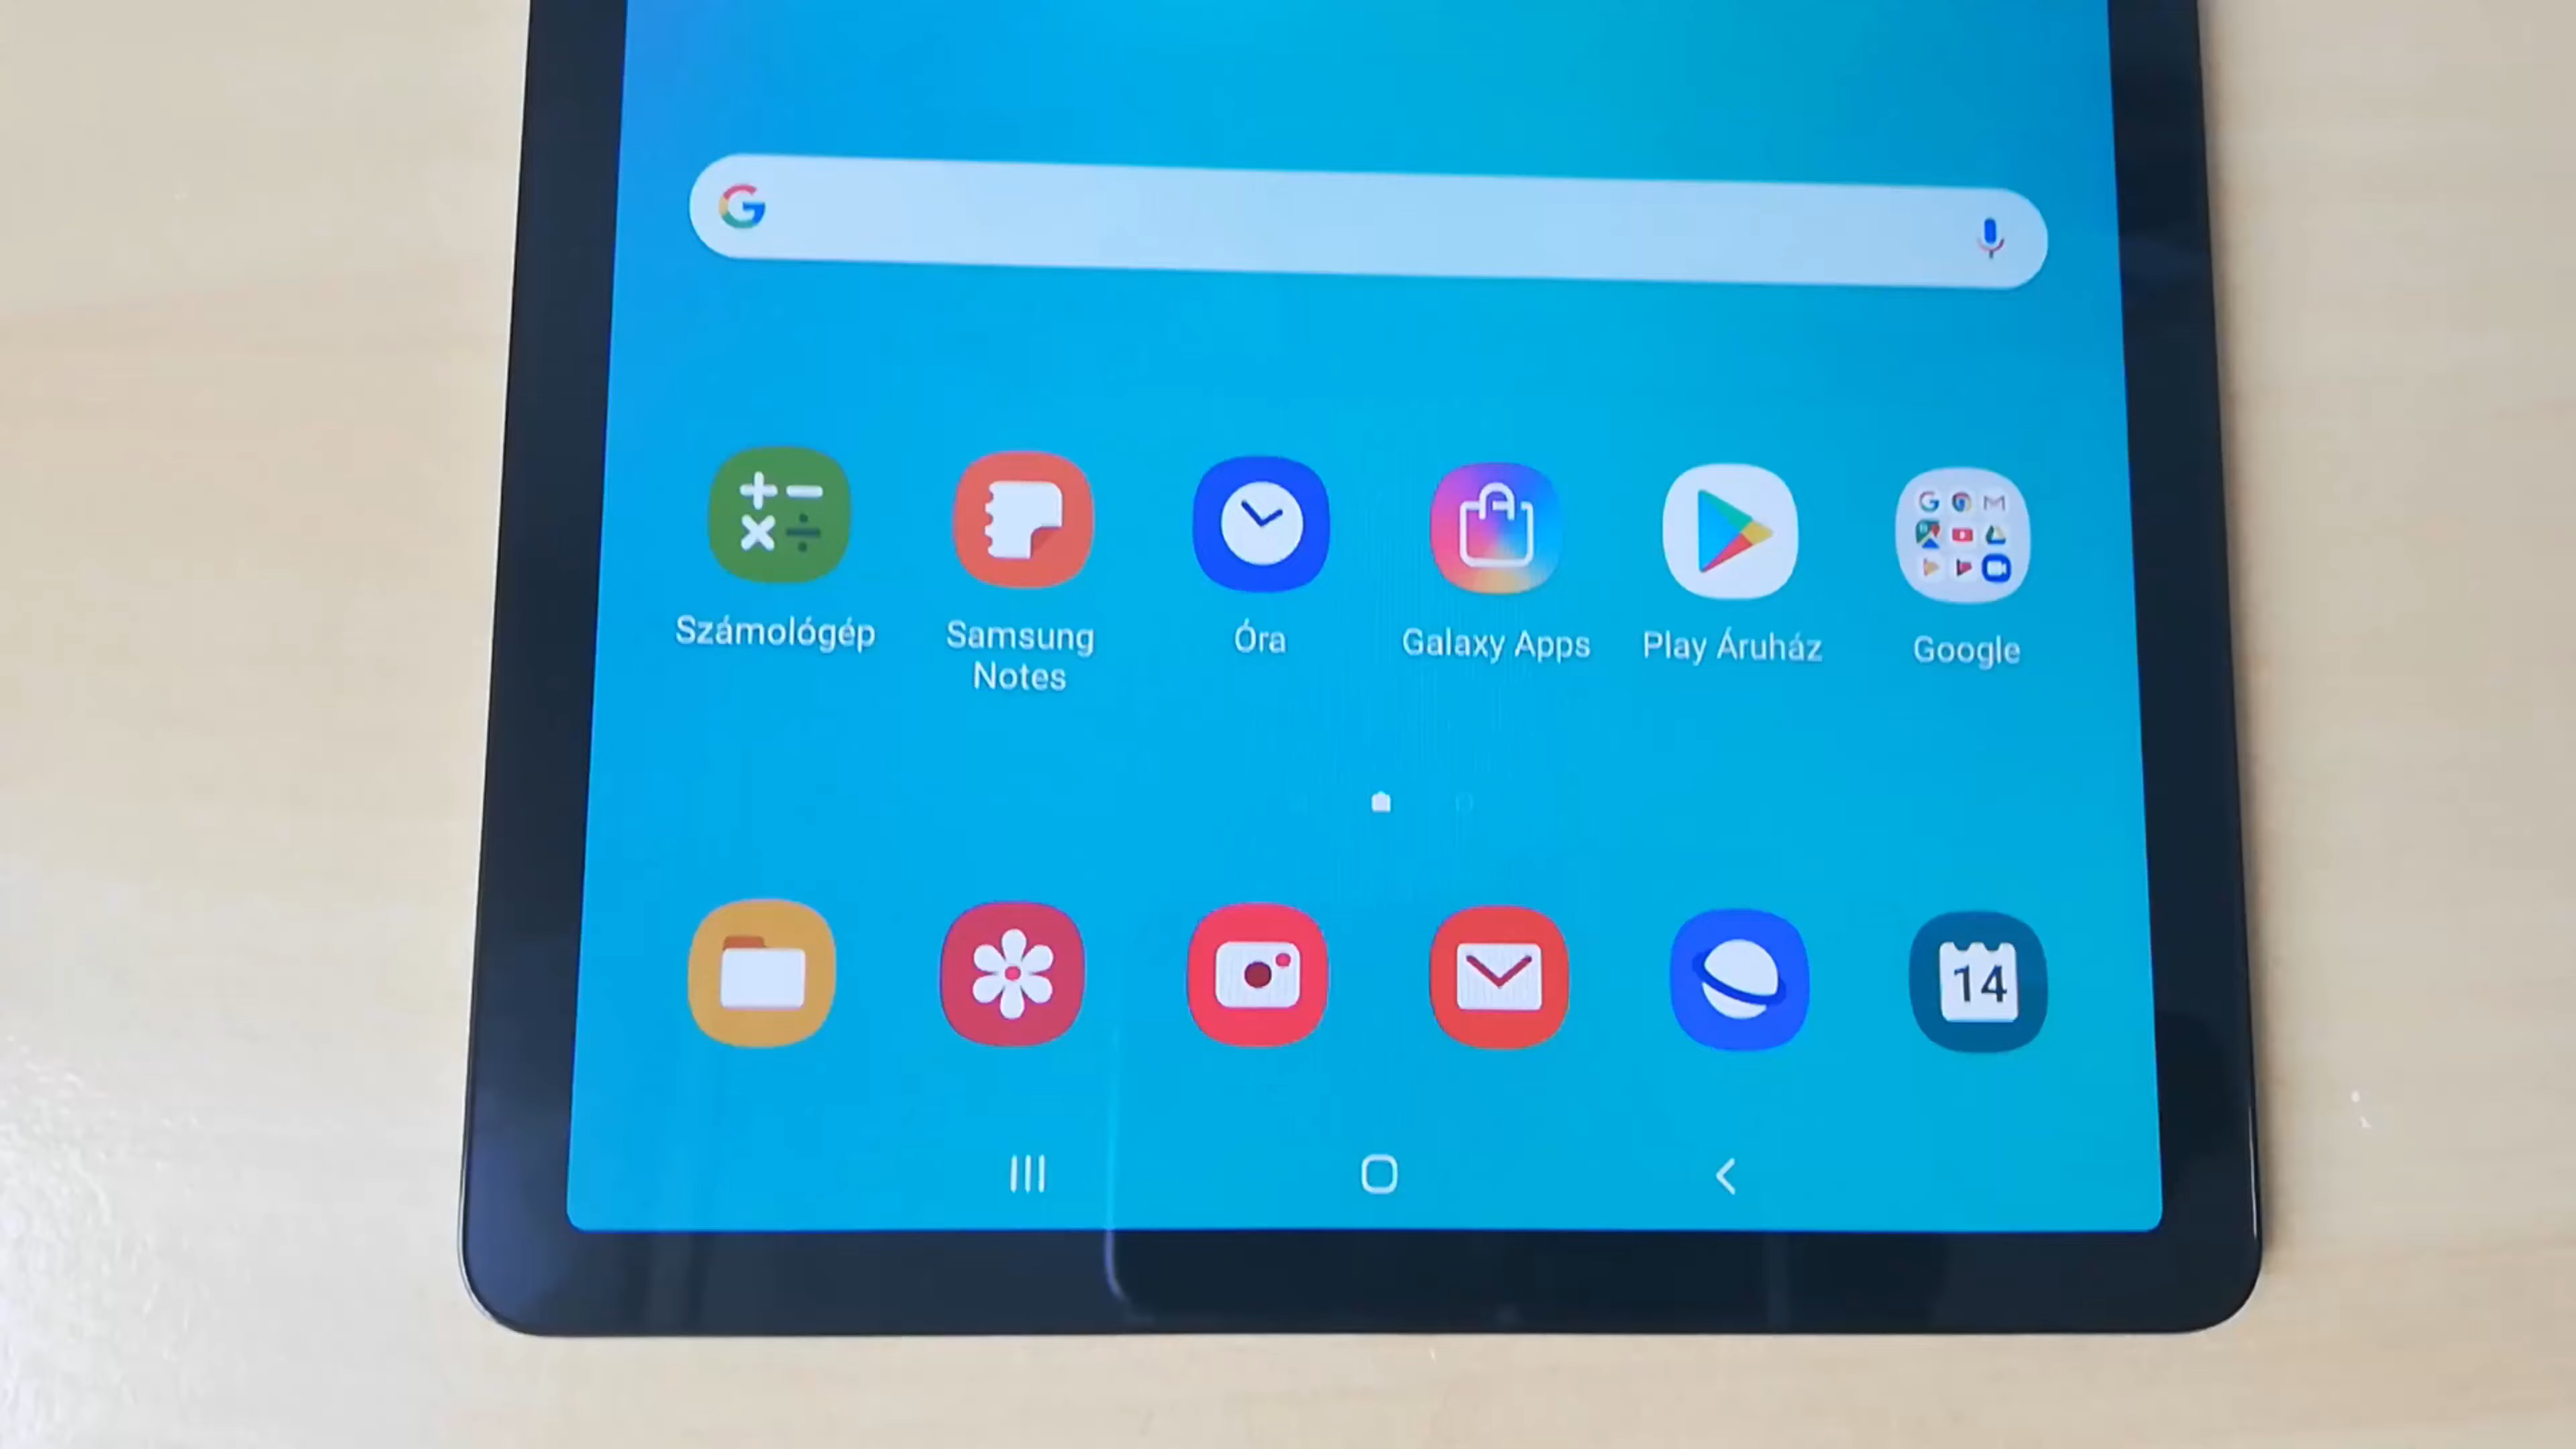 G
Számológép
Samsung
Notes
Óra
Galaxy Apps
Play Áruház
Google
14